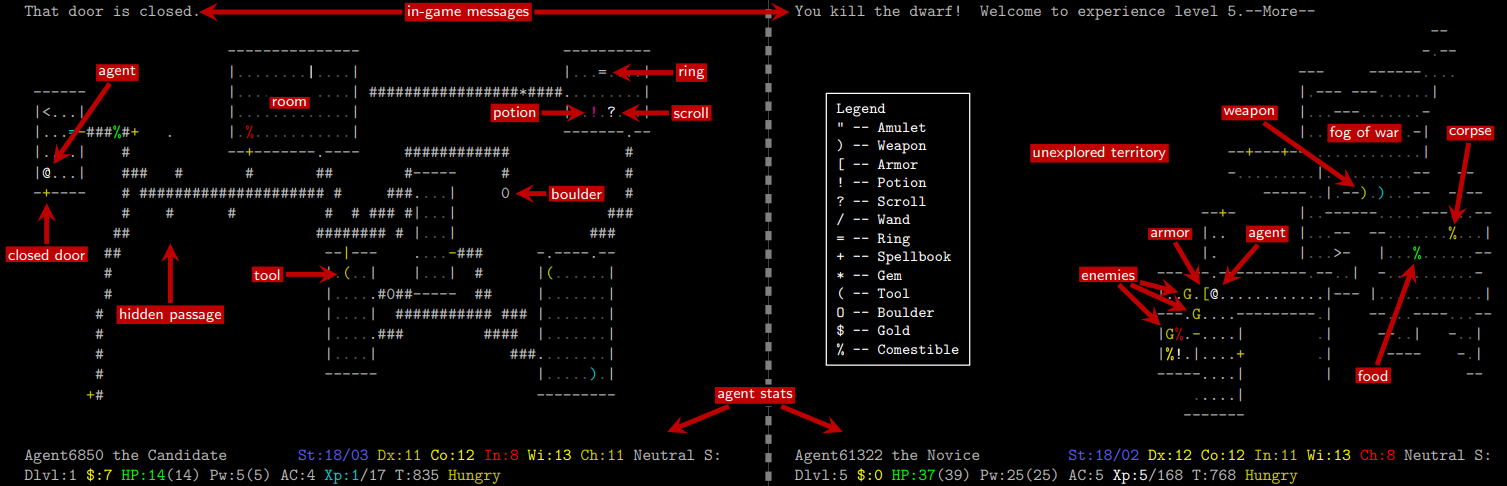 That door is closed.
in-game messages
You kill the dwarf!  Welcome to experience level 5.--More--
agent
room
ring
potion
scroll
boulder
closed door
tool
hidden passage
Legend
" -- Amulet
) -- Weapon
[ -- Armor
! -- Potion
? -- Scroll
/ -- Wand
= -- Ring
+ -- Spellbook
* -- Gem
( -- Tool
0 -- Boulder
$ -- Gold
% -- Comestible
weapon
fog of war
corpse
unexplored territory
armor
agent
enemies
food
agent stats
Agent6850 the Candidate St:18/03 Dx:11 Co:12 In:8 Wi:13 Ch:11 Neutral S:
Dlvl:1 $:7 HP:14(14) Pw:5(5) AC:4 Xp:1/17 T:835 Hungry
Agent61322 the Novice St:18/02 Dx:12 Co:12 In:11 Wi:13 Ch:8 Neutral S:
Dlvl:5 $:0 HP:37(39) Pw:25(25) AC:5 Xp:5/168 T:768 Hungry